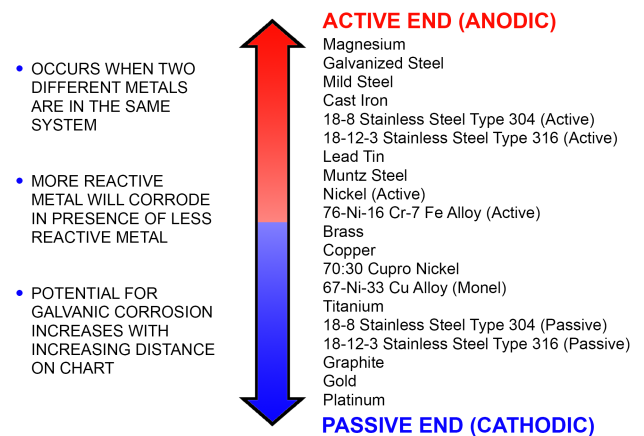 • OCCURS WHEN TWO
DIFFERENT METALS
ARE IN THE SAME
SYSTEM
• MORE REACTIVE
METAL WILL CORRODE
IN PRESENCE OF LESS
REACTIVE METAL
• POTENTIAL FOR
GALVANIC CORROSION
INCREASES WITH
INCREASING DISTANCE
ON CHART
ACTIVE END (ANODIC)
Magnesium
Galvanized Steel
Mild Steel
Cast Iron
18-8 Stainless Steel Type 304 (Active)
18-12-3 Stainless Steel Type 316 (Active)
Lead Tin
Muntz Steel
Nickel (Active)
76-Ni-16 Cr-7 Fe Alloy (Active)
Brass
Copper
70:30 Cupro Nickel
67-Ni-33 Cu Alloy (Monel)
Titanium
18-8 Stainless Steel Type 304 (Passive)
18-12-3 Stainless Steel Type 316 (Passive)
Graphite
Gold
Platinum
PASSIVE END (CATHODIC)